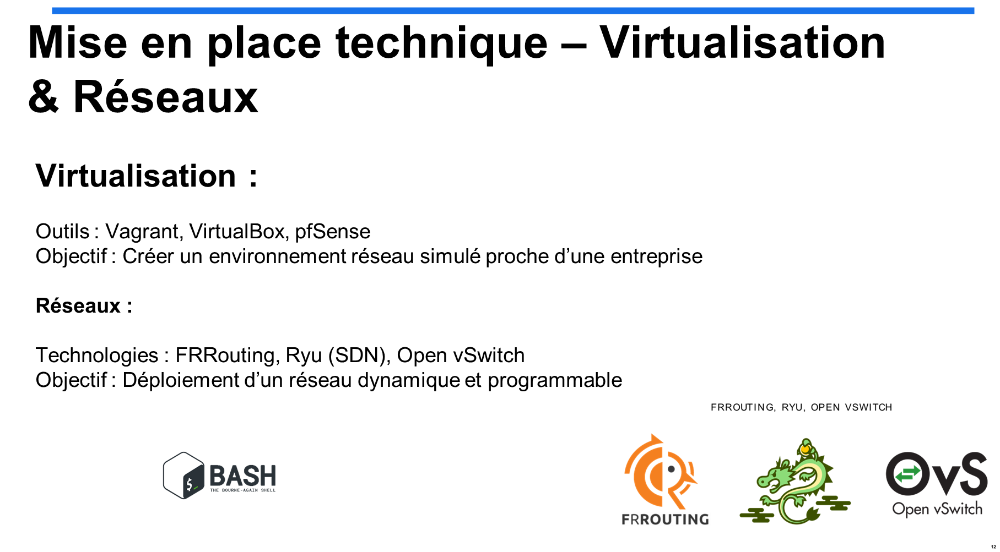 Mise en place technique – Virtualisation
& Réseaux
Virtualisation :
Outils : Vagrant, VirtualBox, pfSense
Objectif : Créer un environnement réseau simulé proche d’une entreprise
Réseaux :
Technologies : FRRouting, Ryu (SDN), Open vSwitch
Objectif : Déploiement d’un réseau dynamique et programmable
FRROUTING, RYU, OPEN VSWITCH
$_
BASH
THE BOURNE-AGAIN SHELL
FRROUTING
OvS
Open vSwitch
12